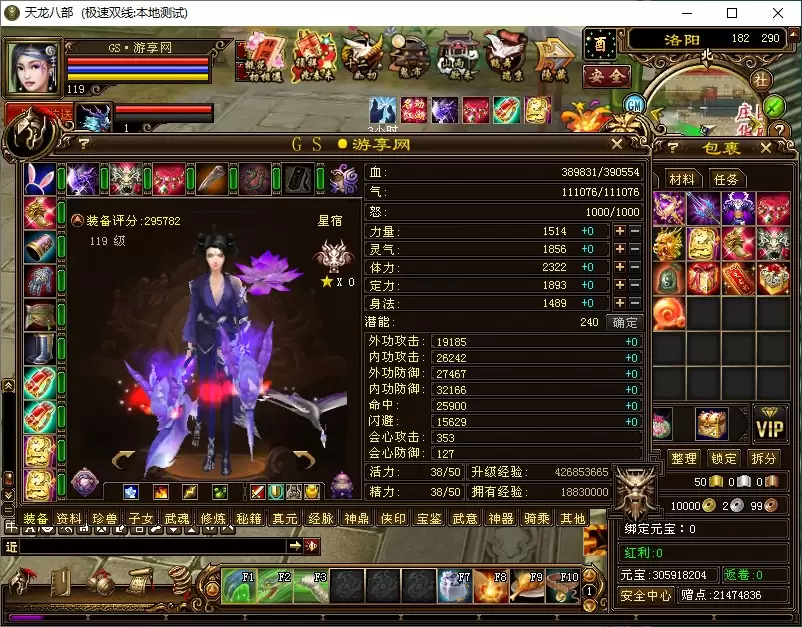 天龙八部 (极速双线:本地测试)
GS·游享网
119
1
3小时
酉
洛阳 182 290
北
安全
社
GM
?
? GS ●游享网
? 包裹
材料 任务
装备评分:295782
119 级
星宿
X 0
血: 389831/390554
气: 111076/111076
怒: 1000/1000
力量: 1514 +0
灵气: 1856 +0
体力: 2322 +0
定力: 1893 +0
身法: 1489 +0
潜能: 240 确定
外功攻击: 19185 +0
内功攻击: 26242 +0
外功防御: 27467 +0
内功防御: 32166 +0
命中: 25900 +0
闪避: 15629 +0
会心攻击: 353
会心防御: 127
活力: 38/50 升级经验: 426853665
精力: 38/50 拥有经验: 18830000
装备 资料 珍兽 子女 武魂 修炼 秘籍 真元 经脉 神鼎 侠印 宝鉴 武意 神器 骑乘 其他
VIP
整理 锁定 拆分
50 0 0
10000 2 99
绑定元宝: 0
红利:0
元宝:305918204 返卷:0
安全中心 赠点:21474836
近
F1 F2 F3 F7 F8 F9 F10
1